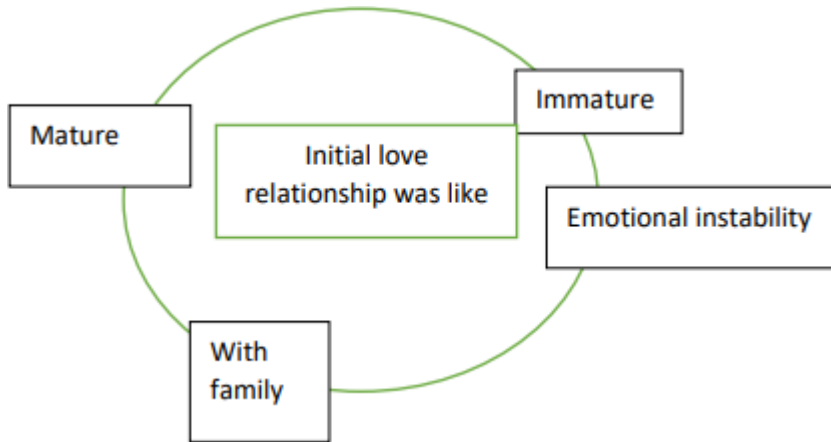 Immature
Mature
Initial love
relationship was like
Emotional instability
With
family